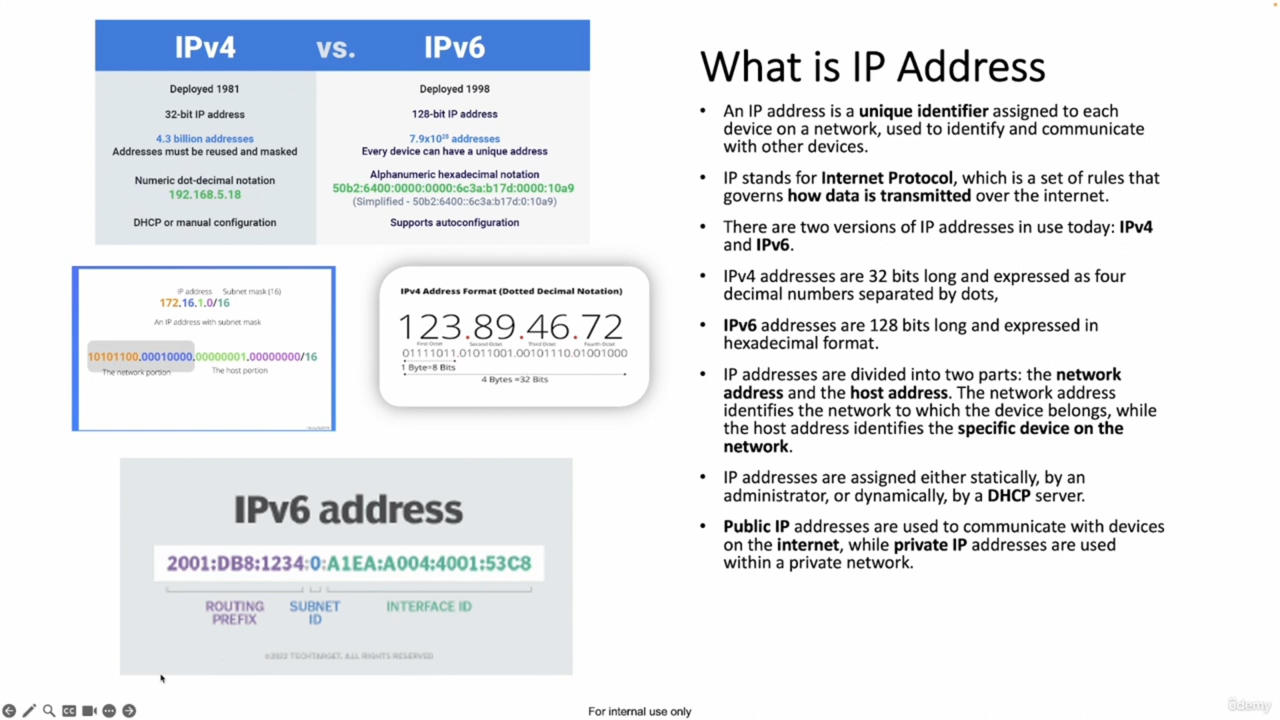 IPv4 vs. IPv6
Deployed 1981
32-bit IP address
4.3 billion addresses
Addresses must be reused and masked
Numeric dot-decimal notation
192.168.5.18
DHCP or manual configuration
Deployed 1998
128-bit IP address
7.9x10²⁸ addresses
Every device can have a unique address
Alphanumeric hexadecimal notation
50b2:6400:0000:0000:6c3a:b17d:0000:10a9
(Simplified - 50b2:6400::6c3a:b17d:0:10a9)
Supports autoconfiguration
IP address Subnet mask (16)
172.16.1.0/16
An IP address with subnet mask
10101100.00010000.00000001.00000000/16
The network portion
The host portion
IPv4 Address Format (Dotted Decimal Notation)
123.89.46.72
First Octet Second Octet Third Octet Fourth Octet
01111011.01011001.00101110.01001000
1 Byte=8 Bits
4 Bytes =32 Bits
IPv6 address
2001:DB8:1234:0:A1EA:A004:4001:53C8
ROUTING PREFIX
SUBNET ID
INTERFACE ID
©2022 TECHTARGET. ALL RIGHTS RESERVED
What is IP Address
• An IP address is a unique identifier assigned to each
device on a network, used to identify and communicate
with other devices.
• IP stands for Internet Protocol, which is a set of rules that
governs how data is transmitted over the internet.
• There are two versions of IP addresses in use today: IPv4
and IPv6.
• IPv4 addresses are 32 bits long and expressed as four
decimal numbers separated by dots,
• IPv6 addresses are 128 bits long and expressed in
hexadecimal format.
• IP addresses are divided into two parts: the network
address and the host address. The network address
identifies the network to which the device belongs, while
the host address identifies the specific device on the
network.
• IP addresses are assigned either statically, by an
administrator, or dynamically, by a DHCP server.
• Public IP addresses are used to communicate with devices
on the internet, while private IP addresses are used
within a private network.
CC
For internal use only
ûdemy